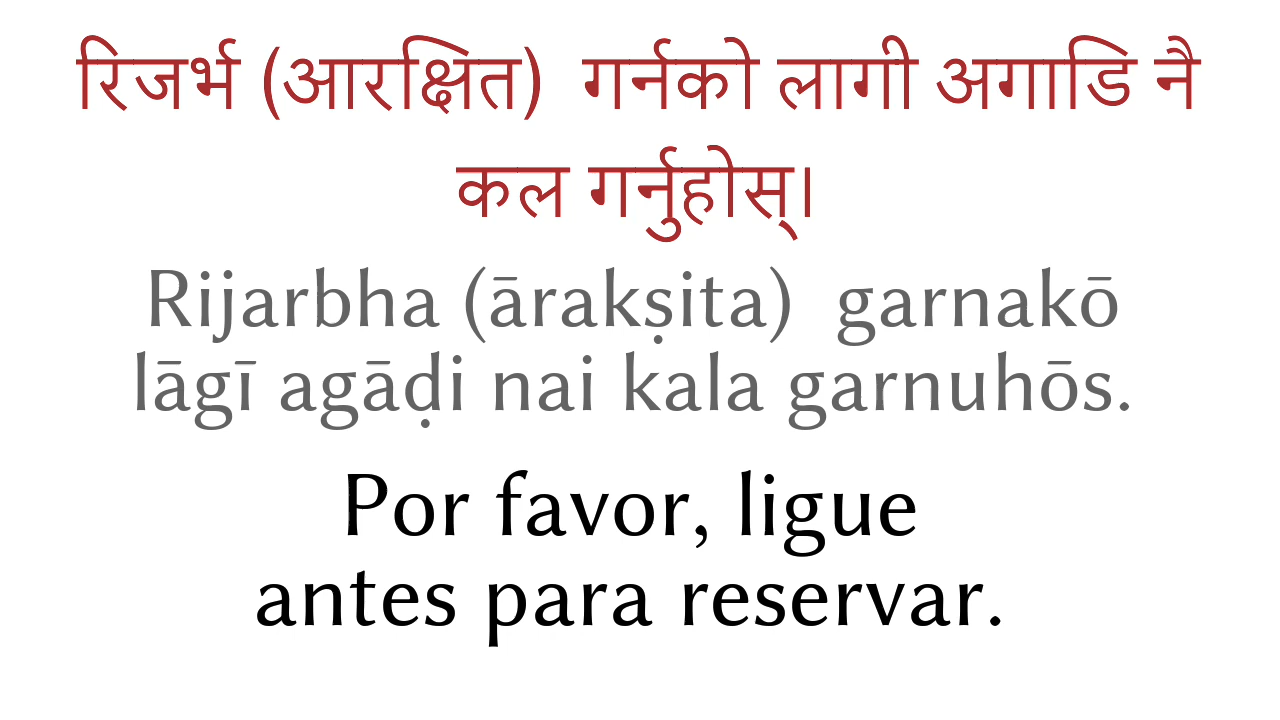 रिजर्भ (आरक्षित)  गर्नको लागी अगाडि नै
कल गर्नुहोस्।
Rijarbha (ārakṣita)  garnakō
lāgī agāḍi nai kala garnuhōs.
Por favor, ligue
antes para reservar.